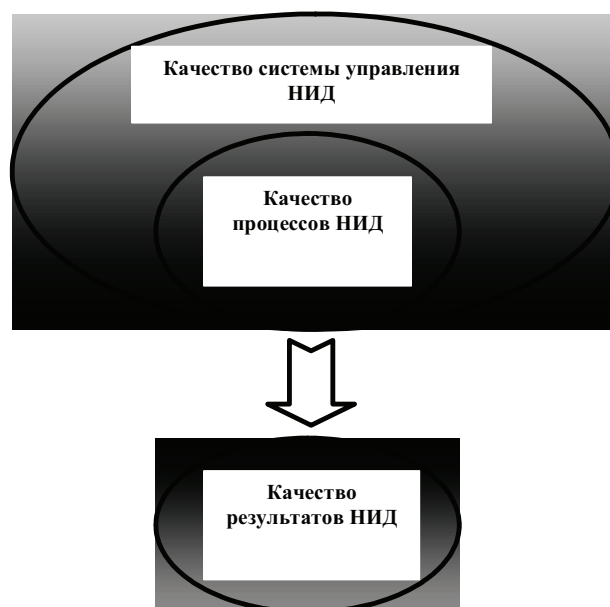 Качество системы управления
НИД
Качество
процессов НИД
Качество
результатов НИД